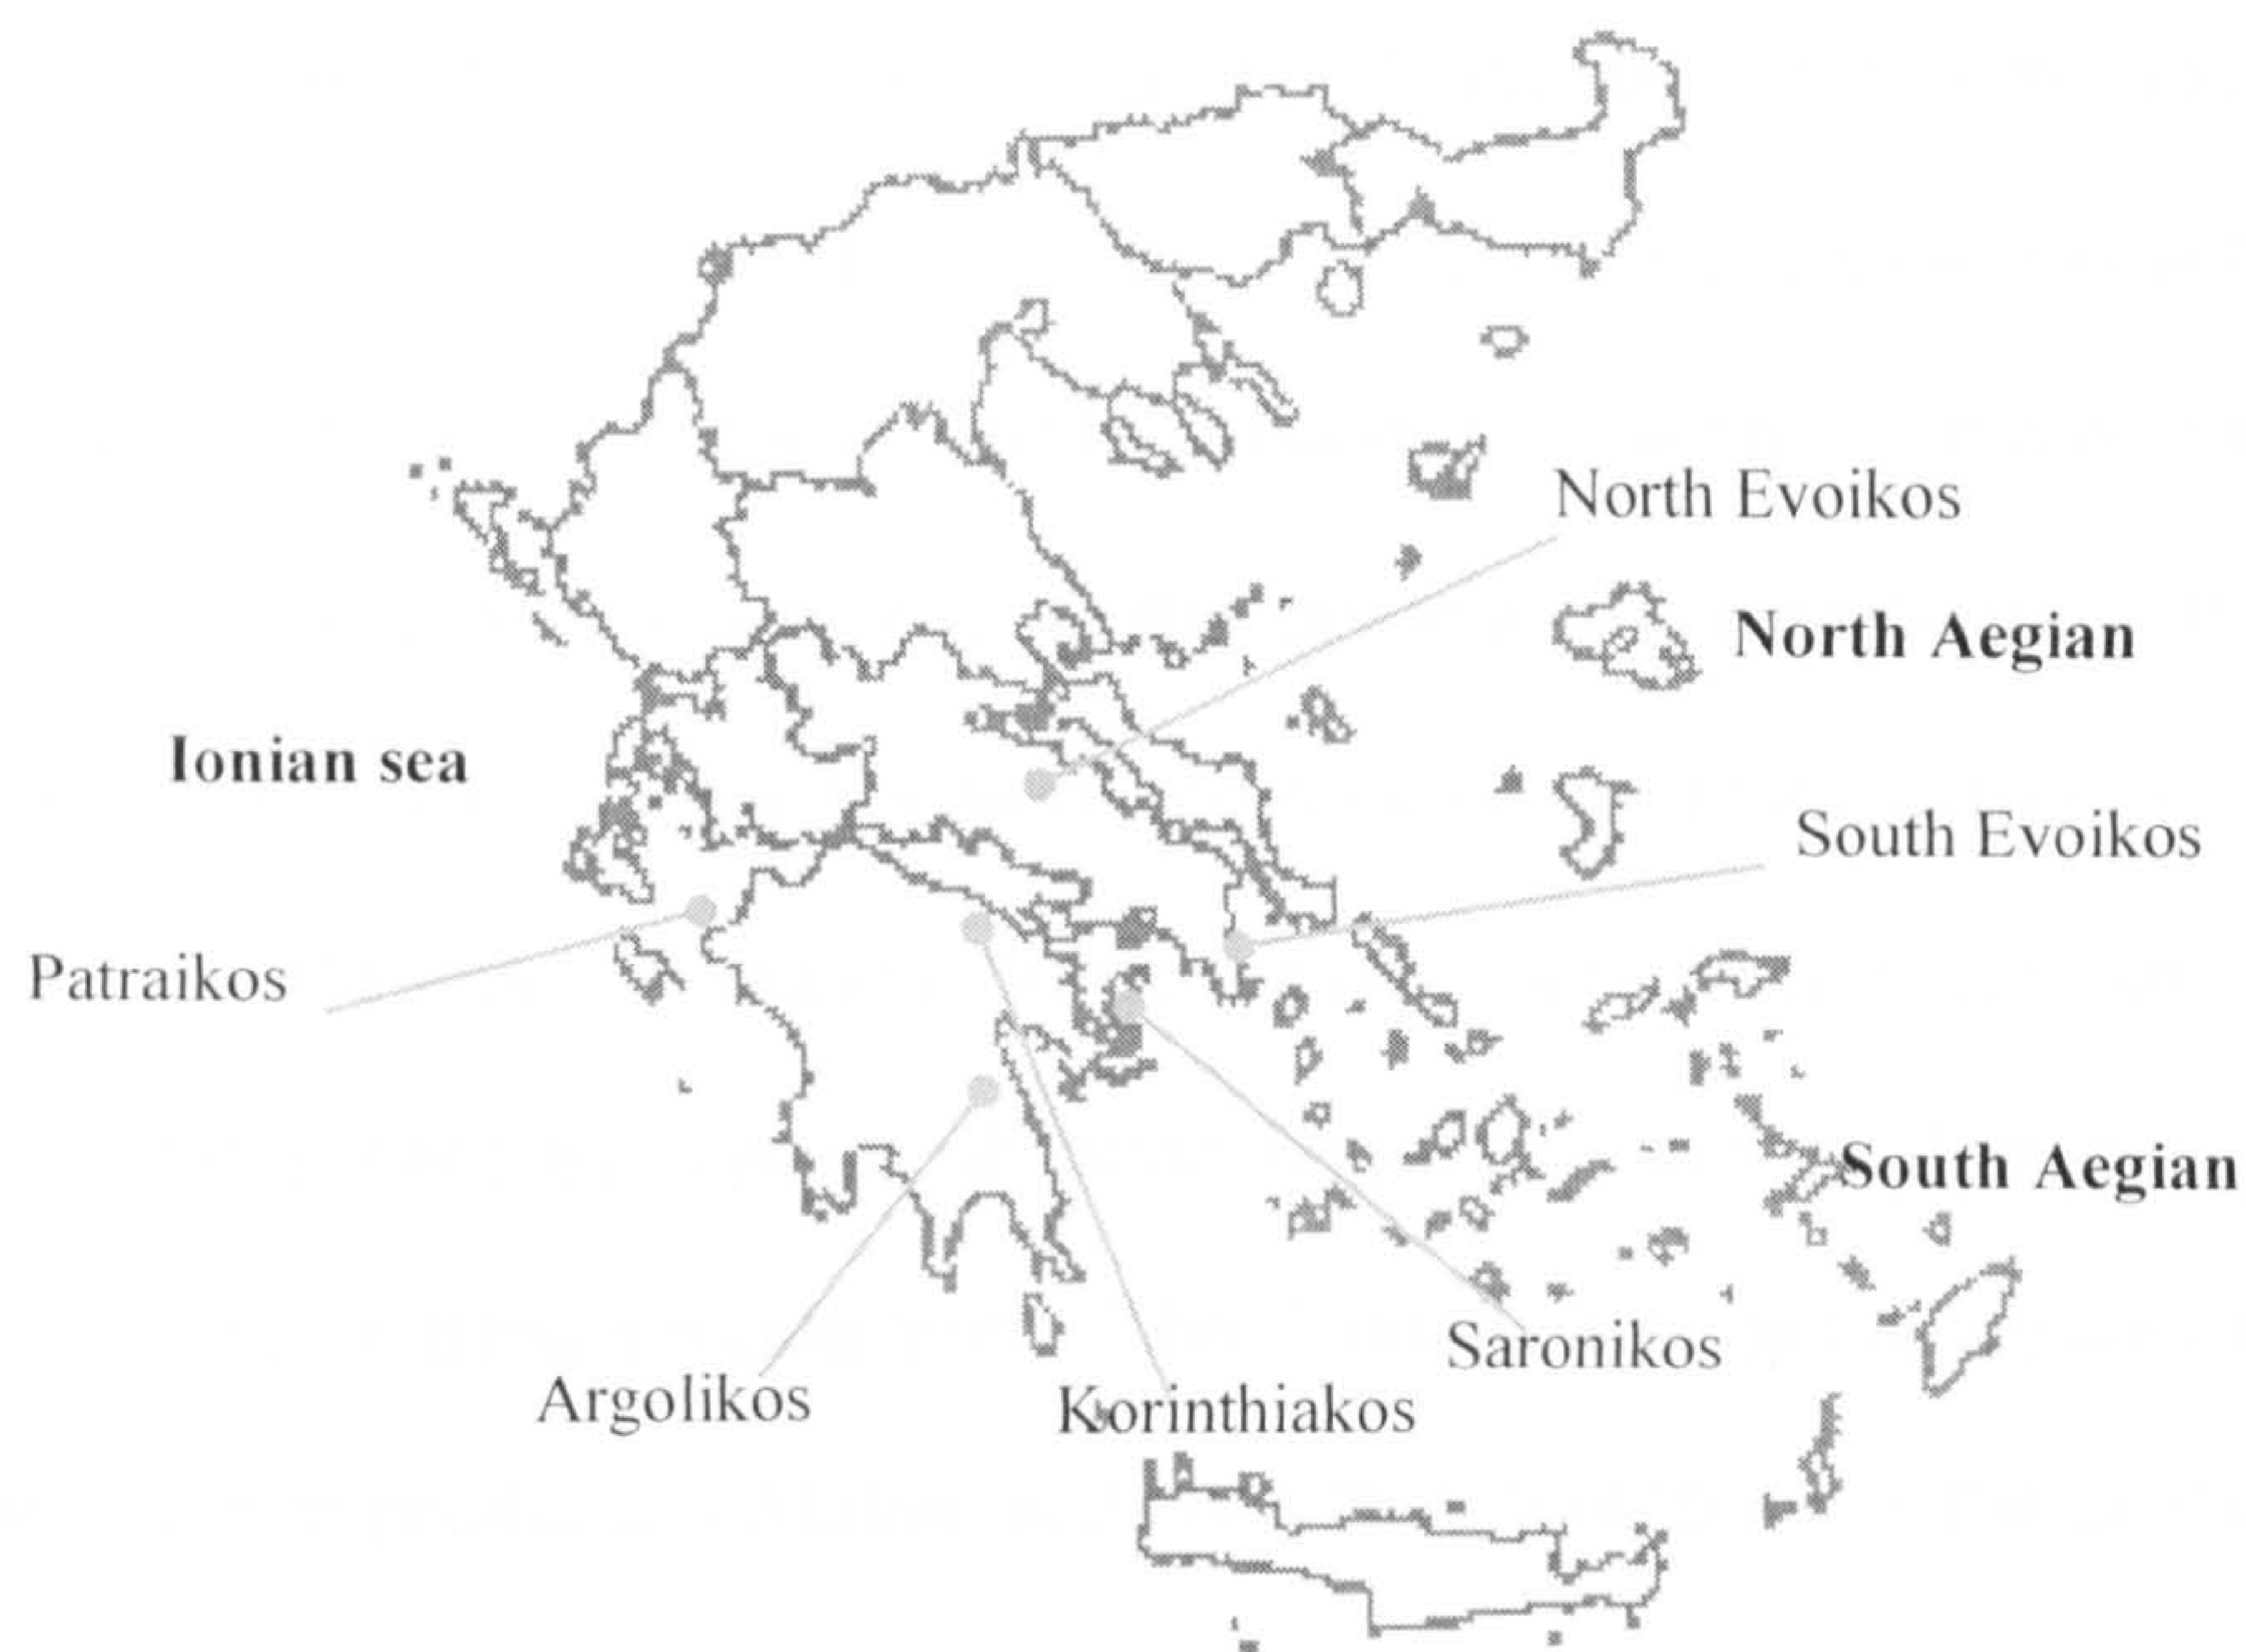 North Evoikos
North Aegian
Ionian sea
South Evoikos
Patraikos
South Aegian
Saronikos
Argolikos
Korinthiakos